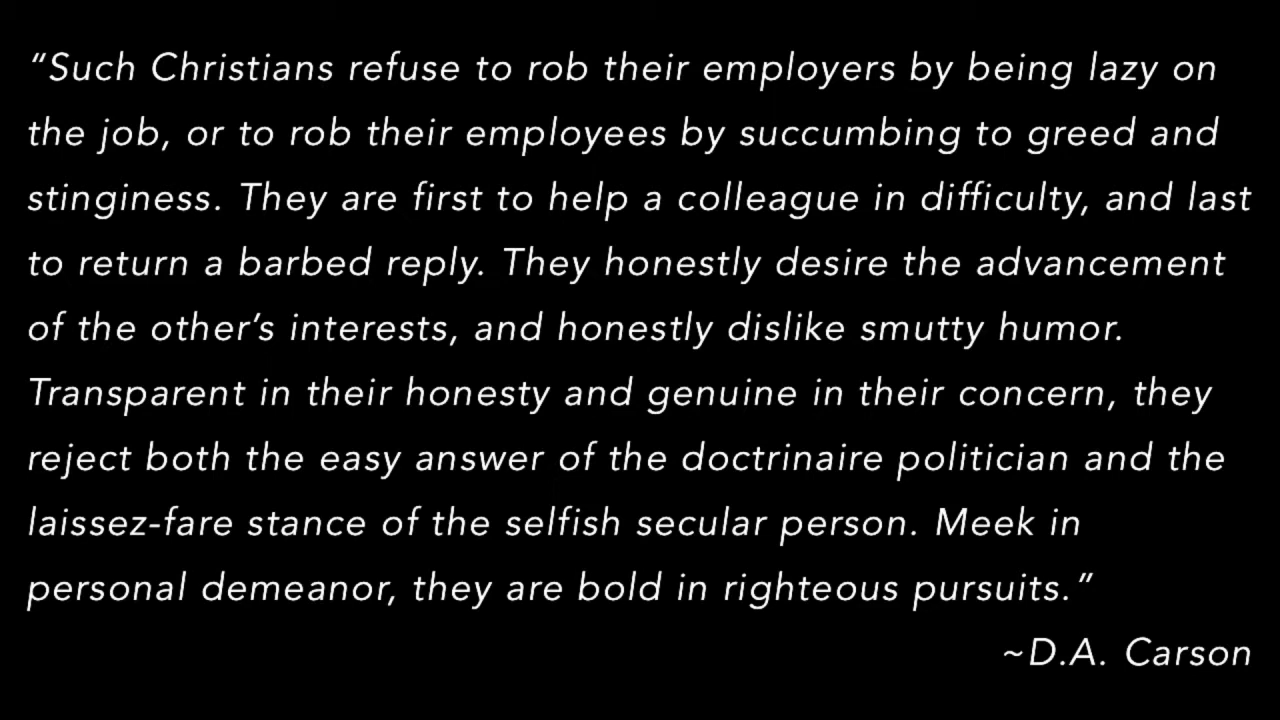 “Such Christians refuse to rob their employers by being lazy on
the job, or to rob their employees by succumbing to greed and
stinginess. They are first to help a colleague in difficulty, and last
to return a barbed reply. They honestly desire the advancement
of the other’s interests, and honestly dislike smutty humor.
Transparent in their honesty and genuine in their concern, they
reject both the easy answer of the doctrinaire politician and the
laissez-fare stance of the selfish secular person. Meek in
personal demeanor, they are bold in righteous pursuits.”
~D.A. Carson